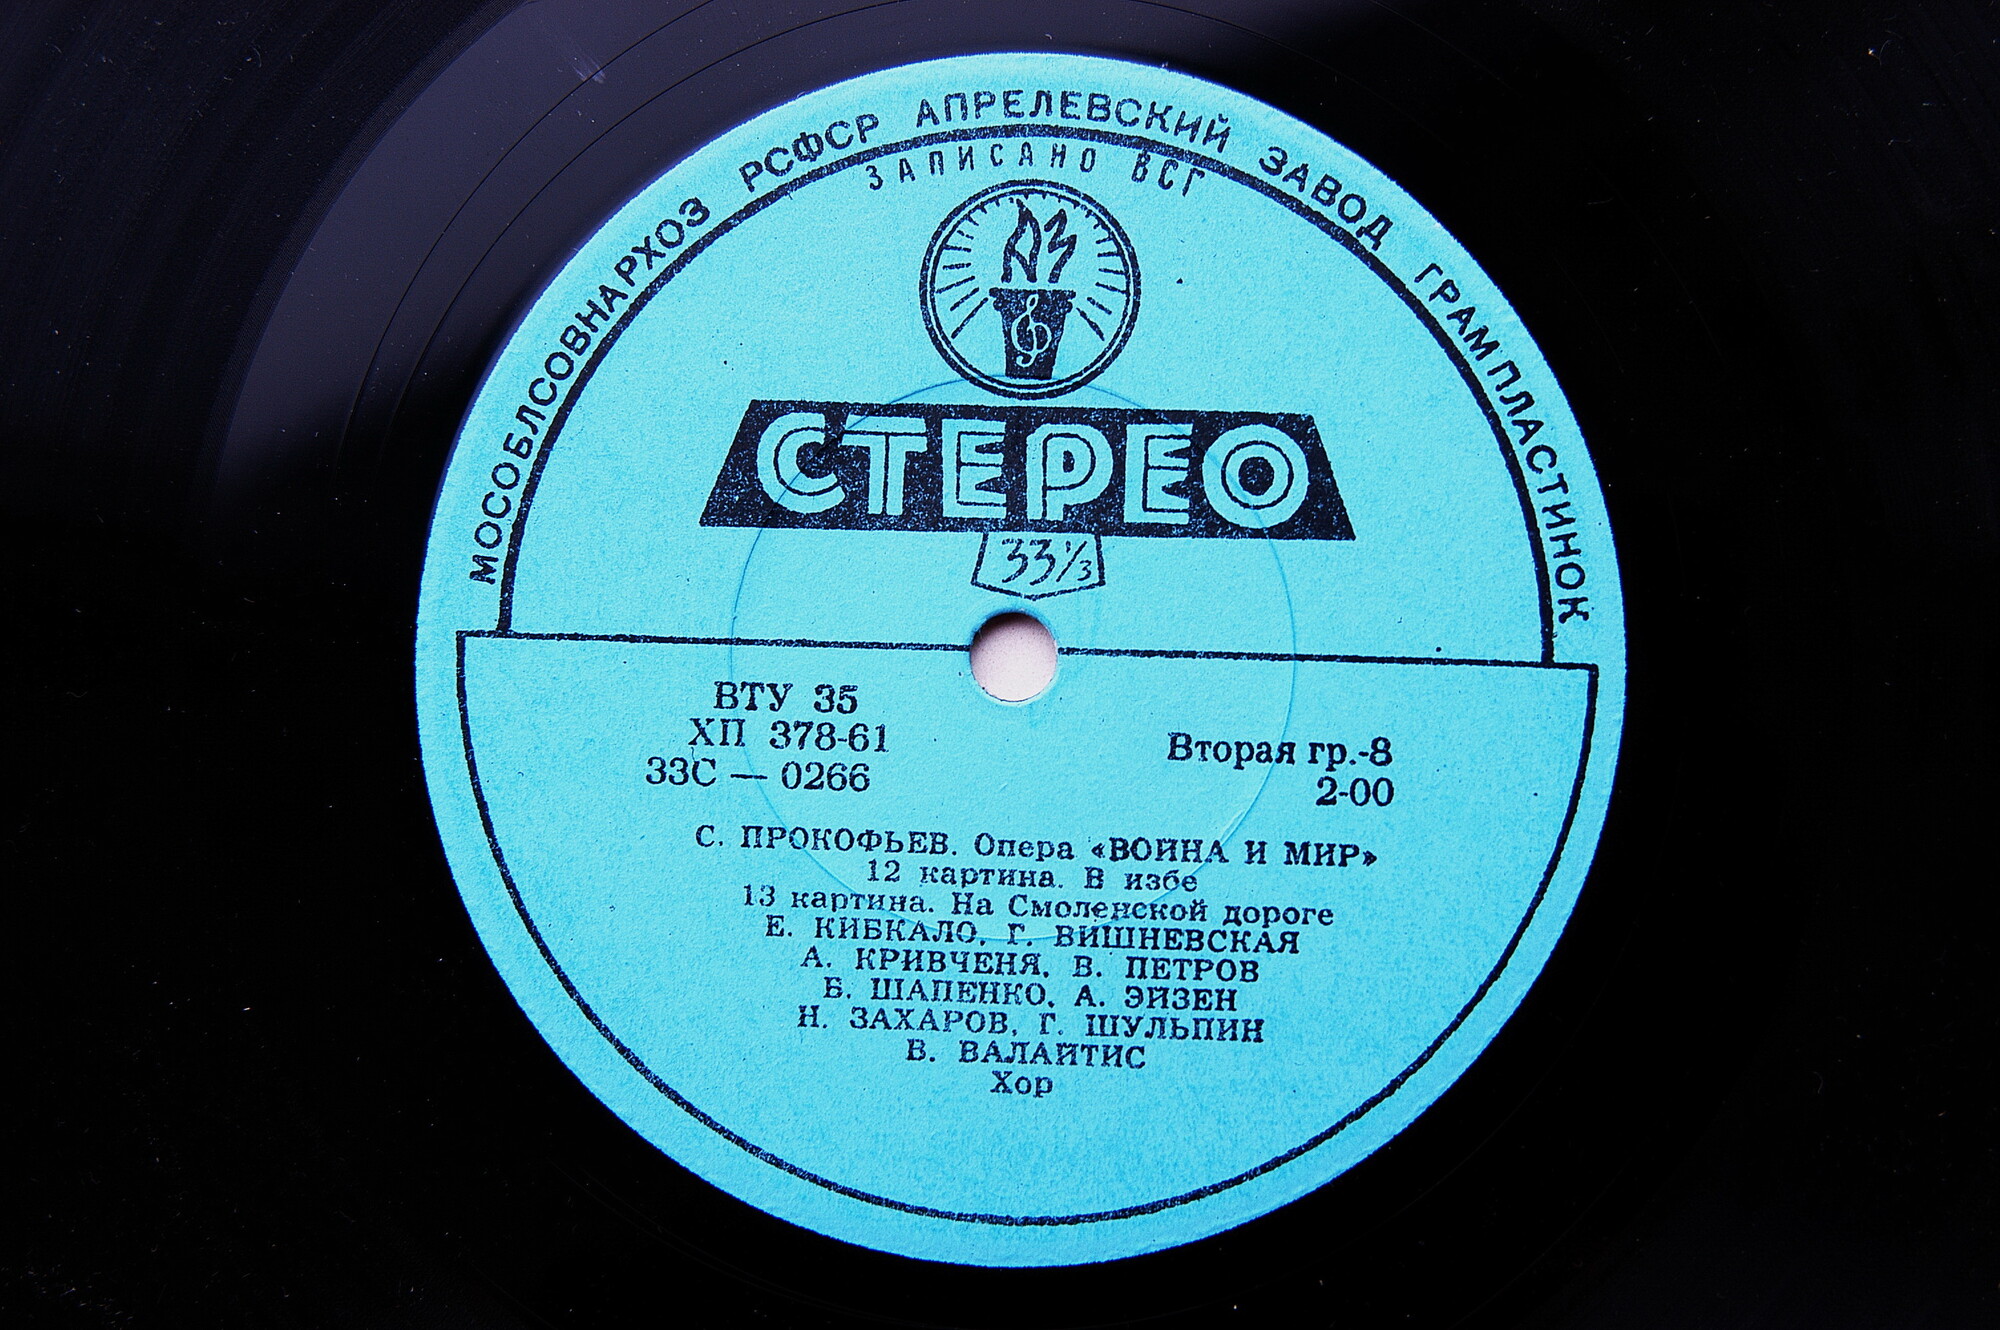 МОСОБЛСОВНАРХОЗ РСФСР АПРЕЛЕВСКИЙ ЗАВОД ГРАМПЛАСТИНОК
ЗАПИСАНО ВСГ
АЗ
СТЕРЕО
33⅓
ВТУ 35
ХП 378-61
33С — 0266
Вторая гр.-8
2-00
С. ПРОКОФЬЕВ. Опера «ВОЙНА И МИР»
12 картина. В избе
13 картина. На Смоленской дороге
Е. КИБКАЛО, Г. ВИШНЕВСКАЯ
А. КРИВЧЕНЯ, В. ПЕТРОВ
Б. ШАПЕНКО, А. ЭЙЗЕН
Н. ЗАХАРОВ, Г. ШУЛЬПИН
В. ВАЛАЙТИС
Хор